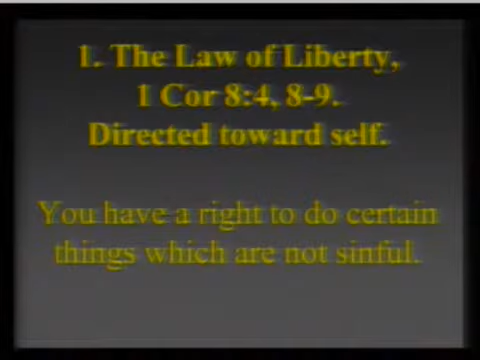 1. The Law of Liberty,
1 Cor 8:4, 8-9.
Directed toward self.
You have a right to do certain
things which are not sinful.